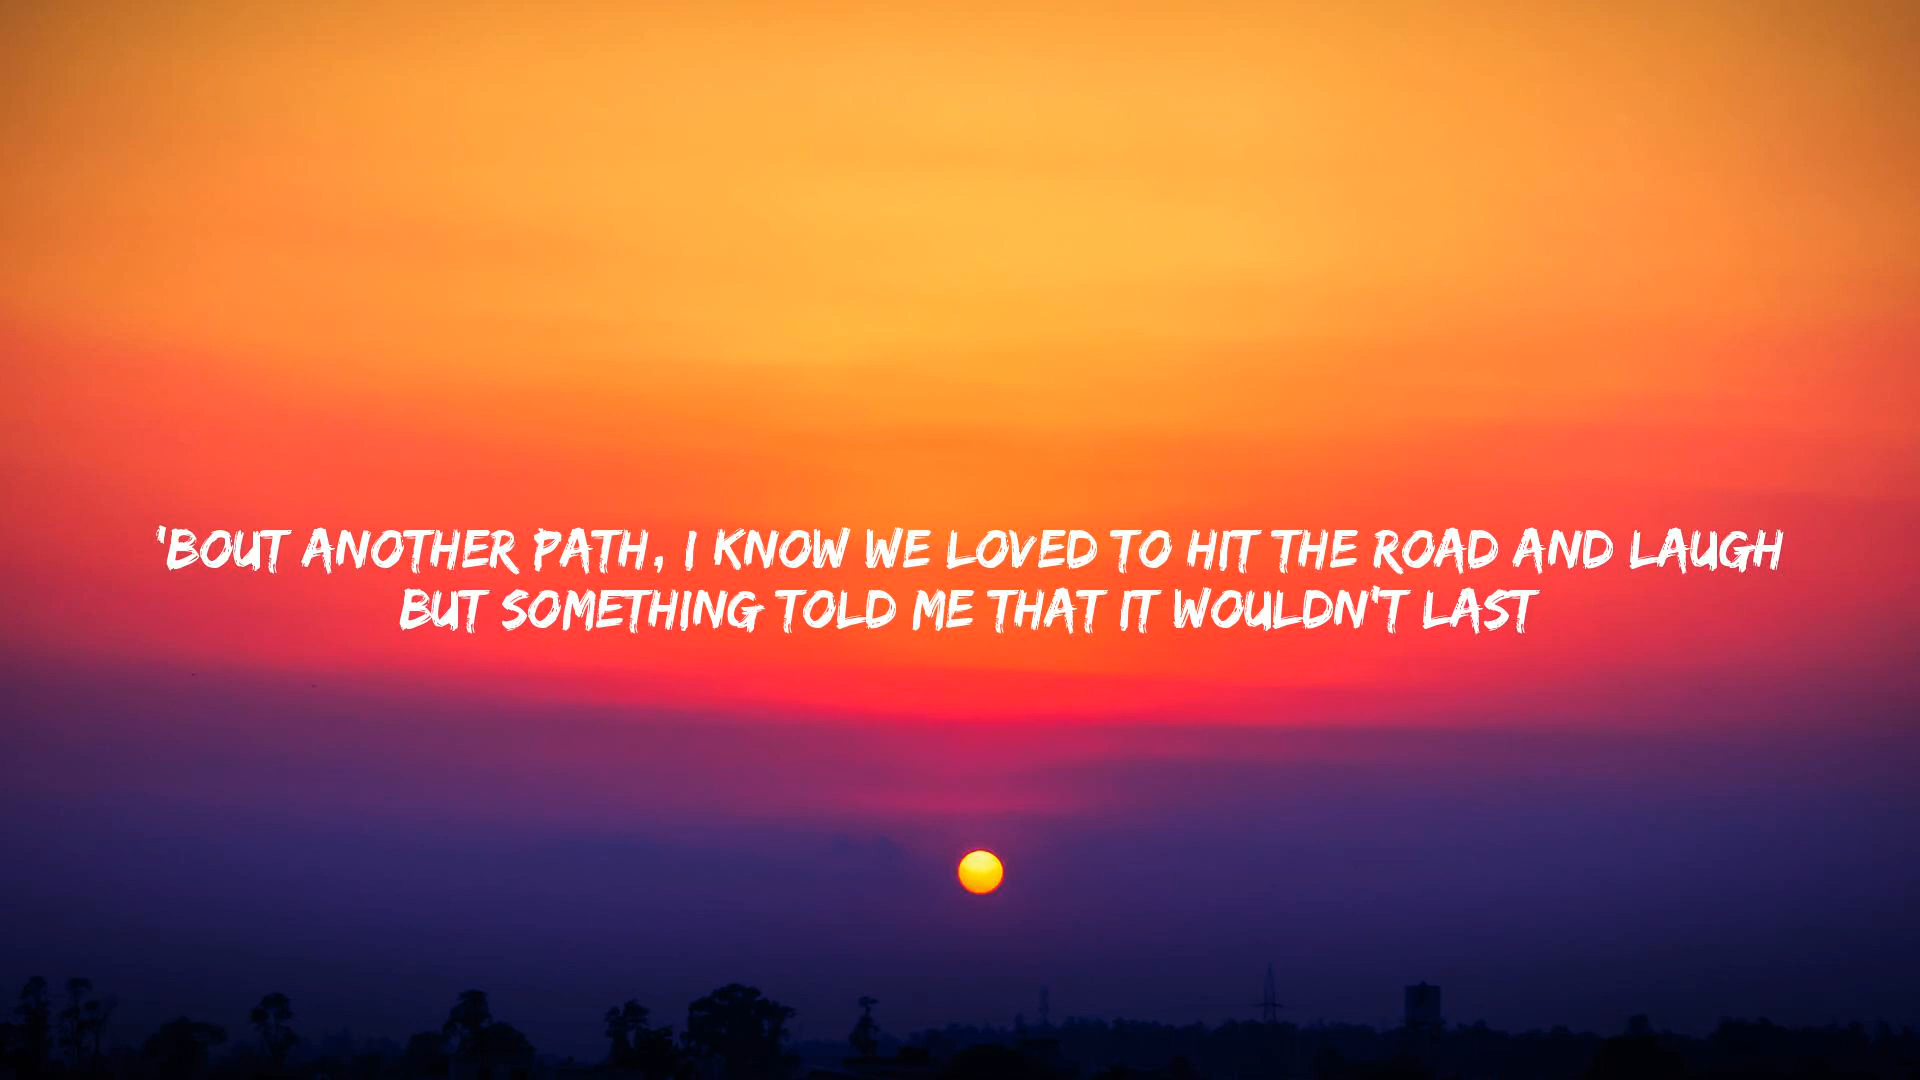 'BOUT ANOTHER PATH, I KNOW WE LOVED TO HIT THE ROAD AND LAUGH
BUT SOMETHING TOLD ME THAT IT WOULDN'T LAST